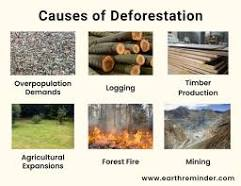 Causes of Deforestation
Overpopulation
Demands
Logging
Timber
Production
Agricultural
Expansions
Forest Fire
Mining
www.earthreminder.com